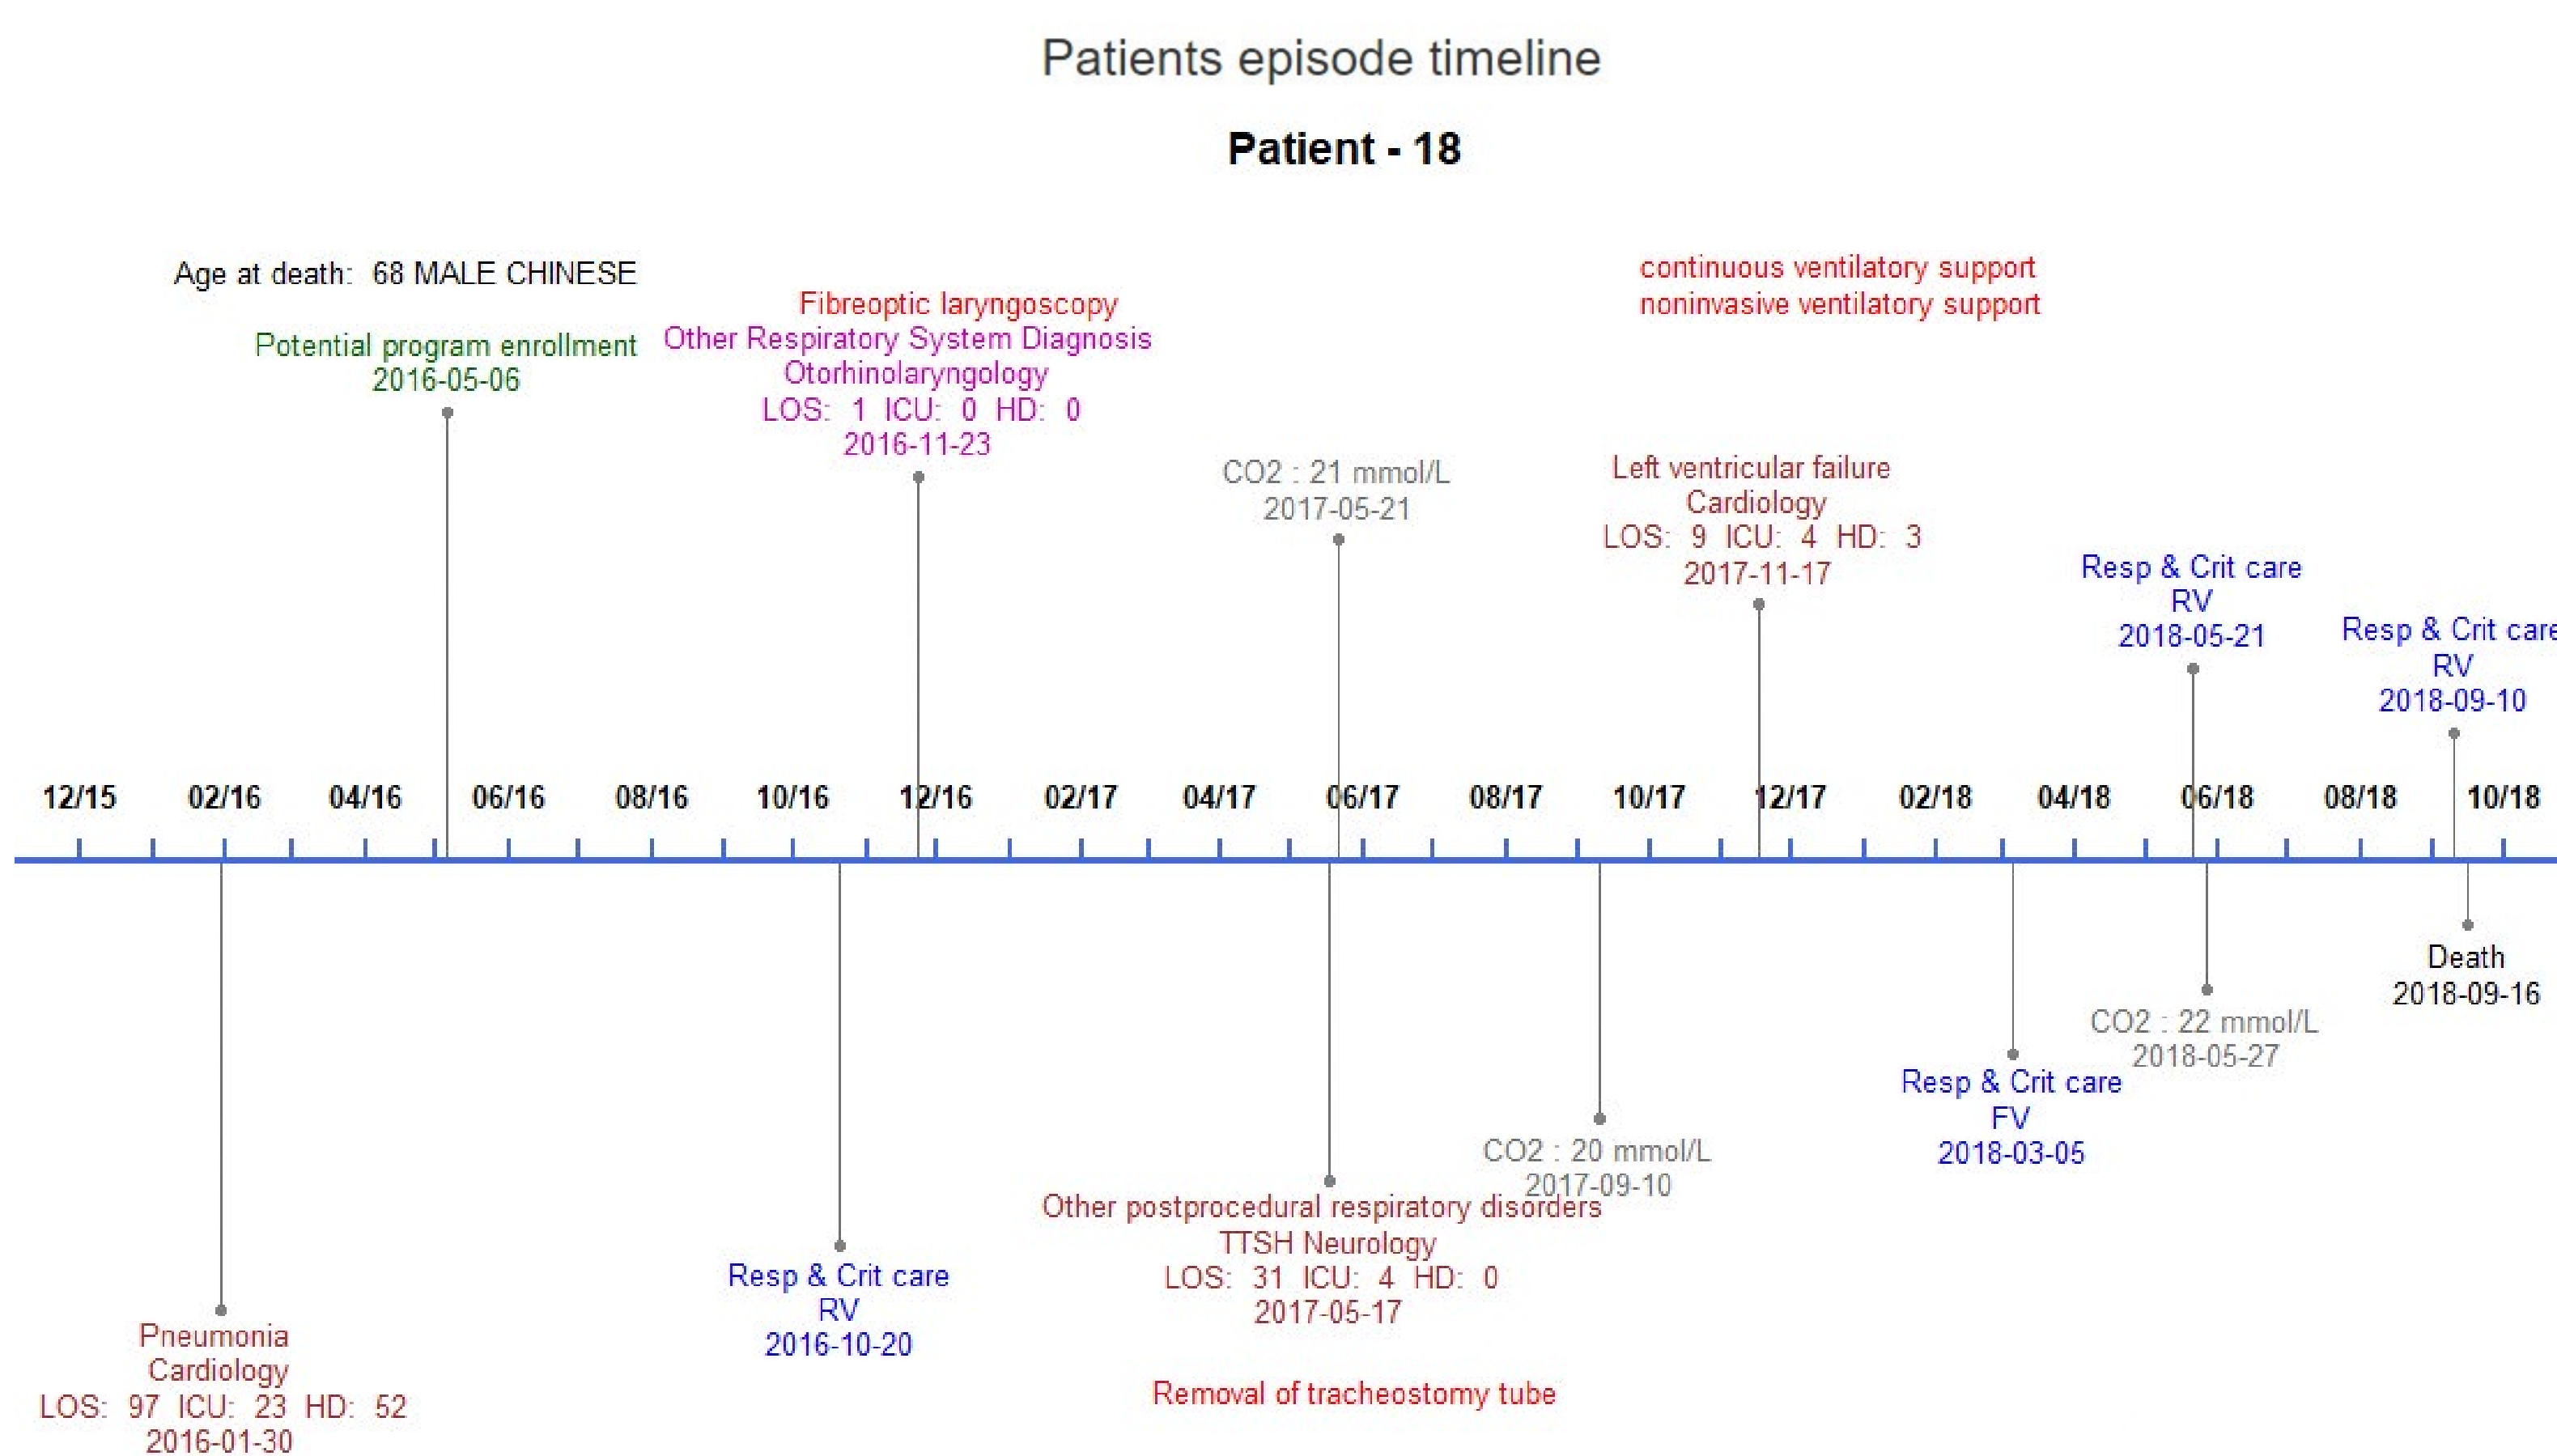 Patients episode timeline
Patient - 18
Age at death: 68 MALE CHINESE
Potential program enrollment
2016-05-06
Fibreoptic laryngoscopy
Other Respiratory System Diagnosis
Otorhinolaryngology
LOS: 1 ICU: 0 HD: 0
2016-11-23
CO2 : 21 mmol/L
2017-05-21
continuous ventilatory support
noninvasive ventilatory support
Left ventricular failure
Cardiology
LOS: 9 ICU: 4 HD: 3
2017-11-17
Resp & Crit care
RV
2018-05-21
Resp & Crit care
RV
2018-09-10
12/15 02/16 04/16 06/16 08/16 10/16 12/16 02/17 04/17 06/17 08/17 10/17 12/17 02/18 04/18 06/18 08/18 10/18
Pneumonia
Cardiology
LOS: 97 ICU: 23 HD: 52
2016-01-30
Resp & Crit care
RV
2016-10-20
Other postprocedural respiratory disorders
TTSH Neurology
LOS: 31 ICU: 4 HD: 0
2017-05-17
Removal of tracheostomy tube
CO2 : 20 mmol/L
2017-09-10
Resp & Crit care
FV
2018-03-05
CO2 : 22 mmol/L
2018-05-27
Death
2018-09-16